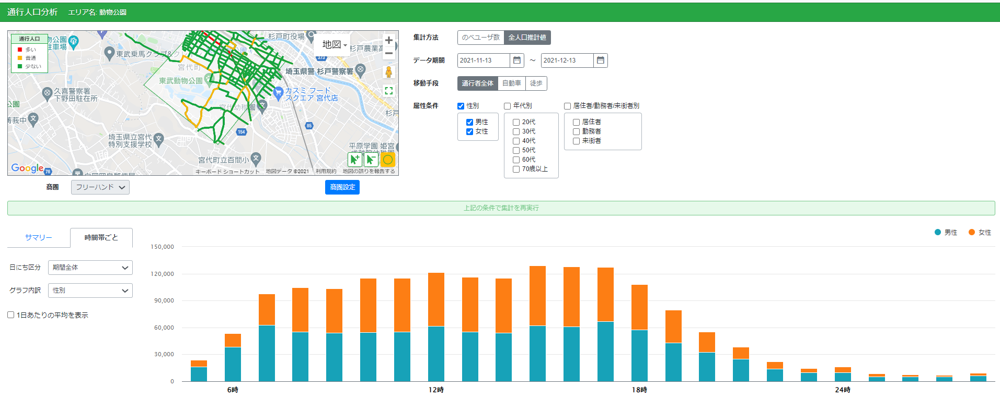 通行人口分析 エリア名: 動物公園
通行人口
多い
普通
少ない
物公園
駐車場
東武乗馬クラブ&ク
宮代町
東武動物公園
杉戸町役場
地図
杉戸農業高
373
埼玉県警 杉戸警察署
久喜警察署
下野田駐在所
公園
カスミ フード
スクエア 宮代店
宮代幼稚園
菁莪中
杉戸
85
154
埼玉県立宮代
特別支援学校
平原学園 姫宮
宮代町立百間小
Google
78
キーボード ショートカット 地図データ ©2021 利用規約 地図の誤りを報告する
商圏 フリーハンド 商圏設定
集計方法 のべユーザ数 全人口推計値
データ期間 2021-11-13 ～ 2021-12-13
移動手段 通行者全体 自動車 徒歩
属性条件 性別 年代別 居住者/勤務者/来街者別
男性 20代 居住者
女性 30代 勤務者
40代 来街者
50代
60代
70歳以上
上記の条件で集計を再実行
サマリー 時間帯ごと
日にち区分 期間全体
グラフ内訳 性別
1日あたりの平均を表示
男性 女性
150,000
120,000
90,000
60,000
30,000
0
6時 12時 18時 24時